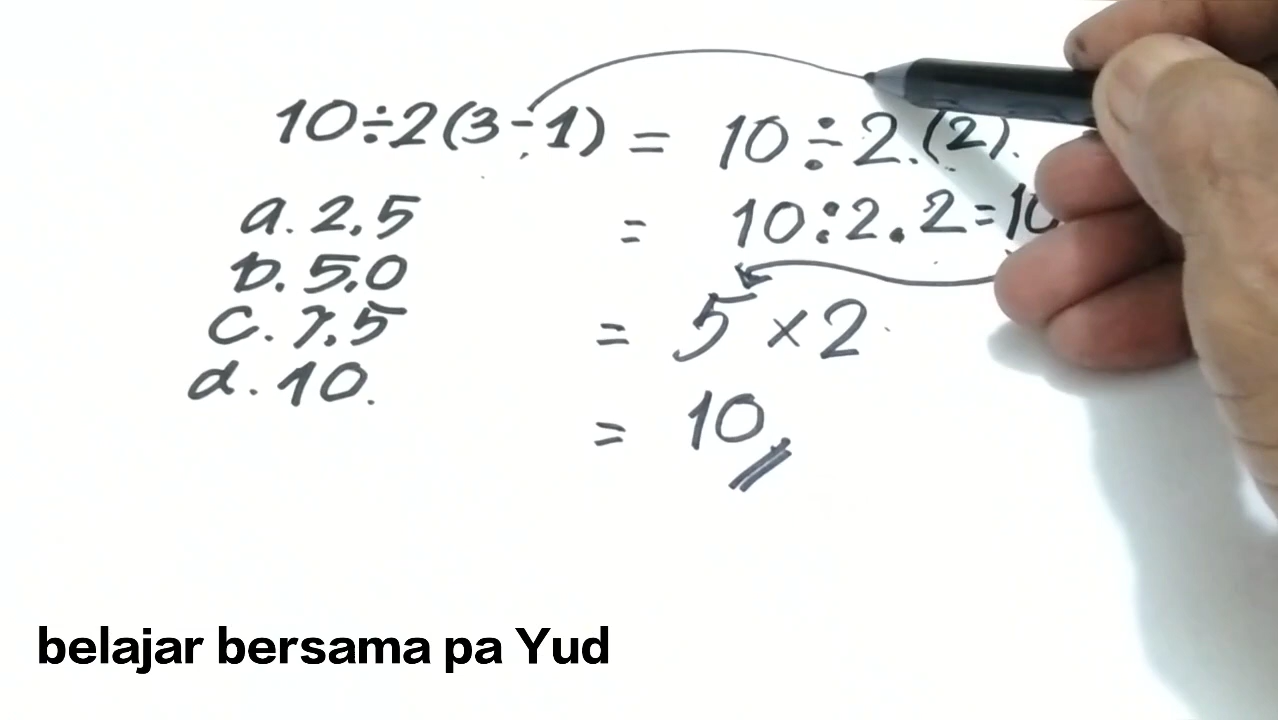 10÷2(3-1) = 10÷2.(2).
a. 2,5
= 10:2.2=10
b. 5,0
c. 7,5
= 5×2
d. 10.
= 10
belajar bersama pa Yud